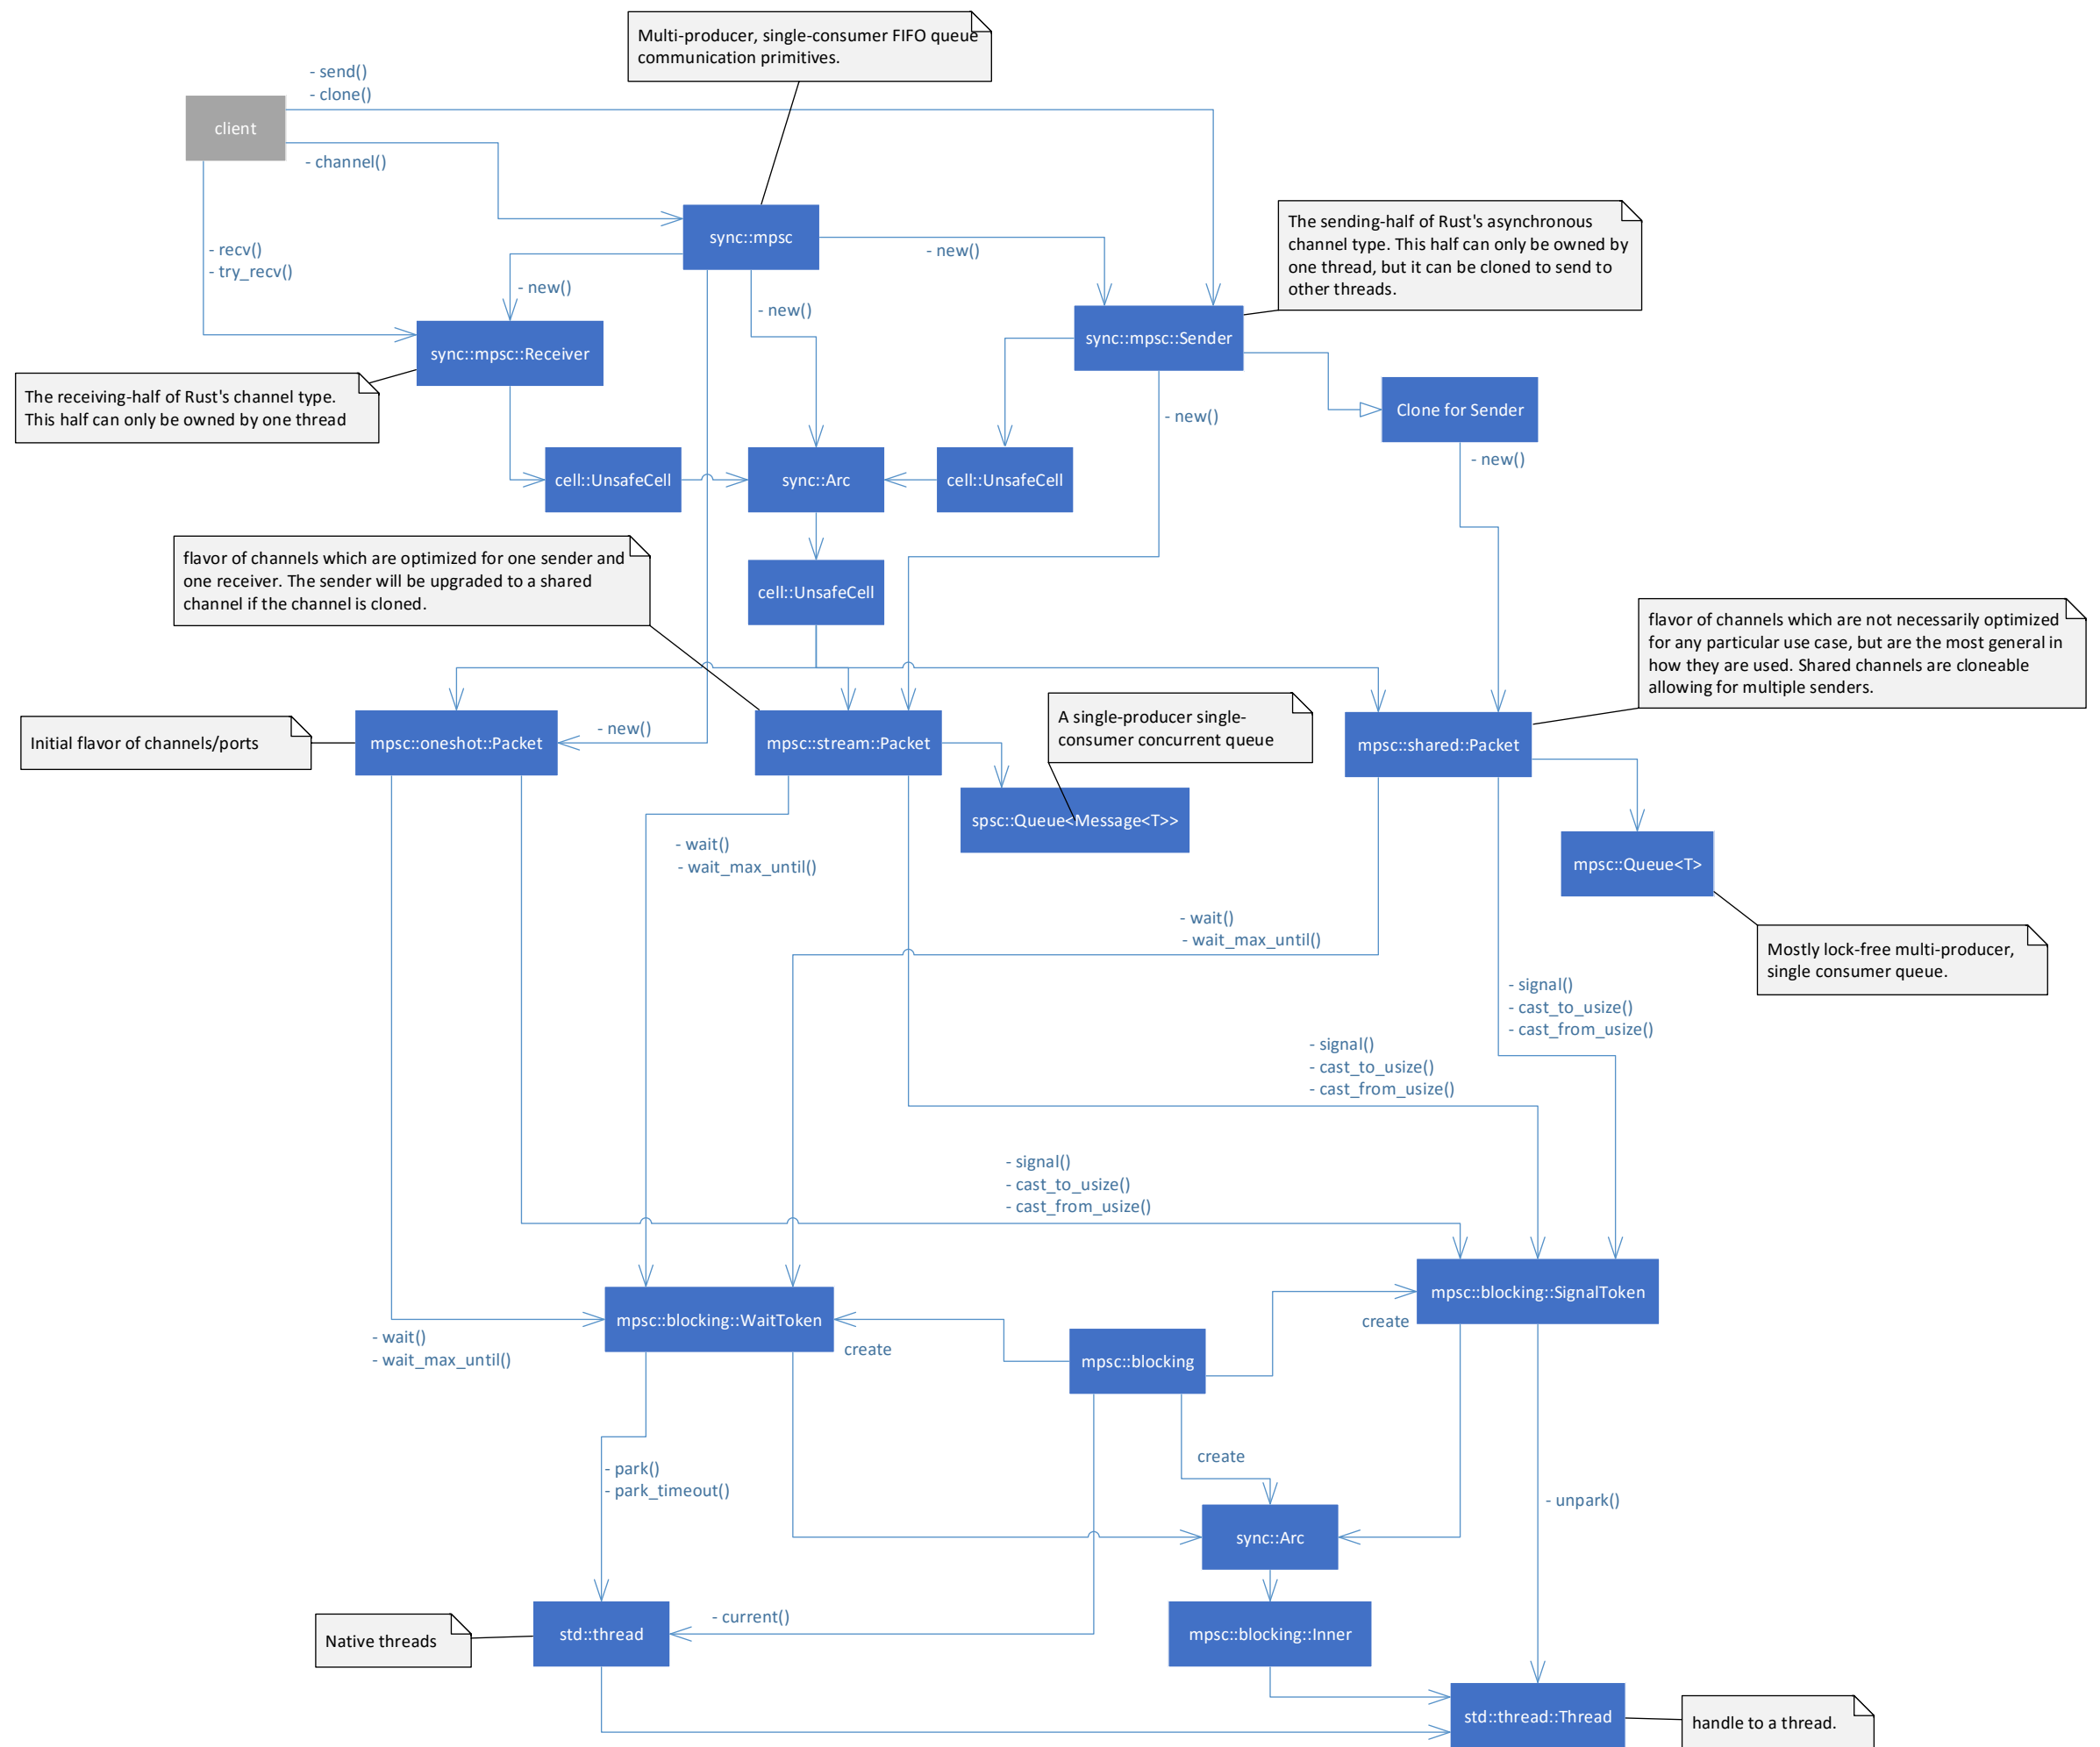 Multi-producer, single-consumer FIFO queue
communication primitives.
- send()
- clone()
client
- channel()
- recv()
- try_recv()
sync::mpsc
- new()
- new()
- new()
The sending-half of Rust's asynchronous
channel type. This half can only be owned by
one thread, but it can be cloned to send to
other threads.
sync::mpsc::Receiver
sync::mpsc::Sender
The receiving-half of Rust's channel type.
This half can only be owned by one thread
- new()
Clone for Sender
- new()
cell::UnsafeCell
sync::Arc
cell::UnsafeCell
flavor of channels which are optimized for one sender and
one receiver. The sender will be upgraded to a shared
channel if the channel is cloned.
cell::UnsafeCell
flavor of channels which are not necessarily optimized
for any particular use case, but are the most general in
how they are used. Shared channels are cloneable
allowing for multiple senders.
Initial flavor of channels/ports
mpsc::oneshot::Packet
- new()
mpsc::stream::Packet
A single-producer single-
consumer concurrent queue
mpsc::shared::Packet
spsc::Queue<Message<T>>
- wait()
- wait_max_until()
mpsc::Queue<T>
- wait()
- wait_max_until()
Mostly lock-free multi-producer,
single consumer queue.
- signal()
- cast_to_usize()
- cast_from_usize()
- signal()
- cast_to_usize()
- cast_from_usize()
- signal()
- cast_to_usize()
- cast_from_usize()
mpsc::blocking::SignalToken
mpsc::blocking::WaitToken
create
- wait()
- wait_max_until()
create
mpsc::blocking
create
- park()
- park_timeout()
- unpark()
sync::Arc
- current()
Native threads
std::thread
mpsc::blocking::Inner
std::thread::Thread
handle to a thread.